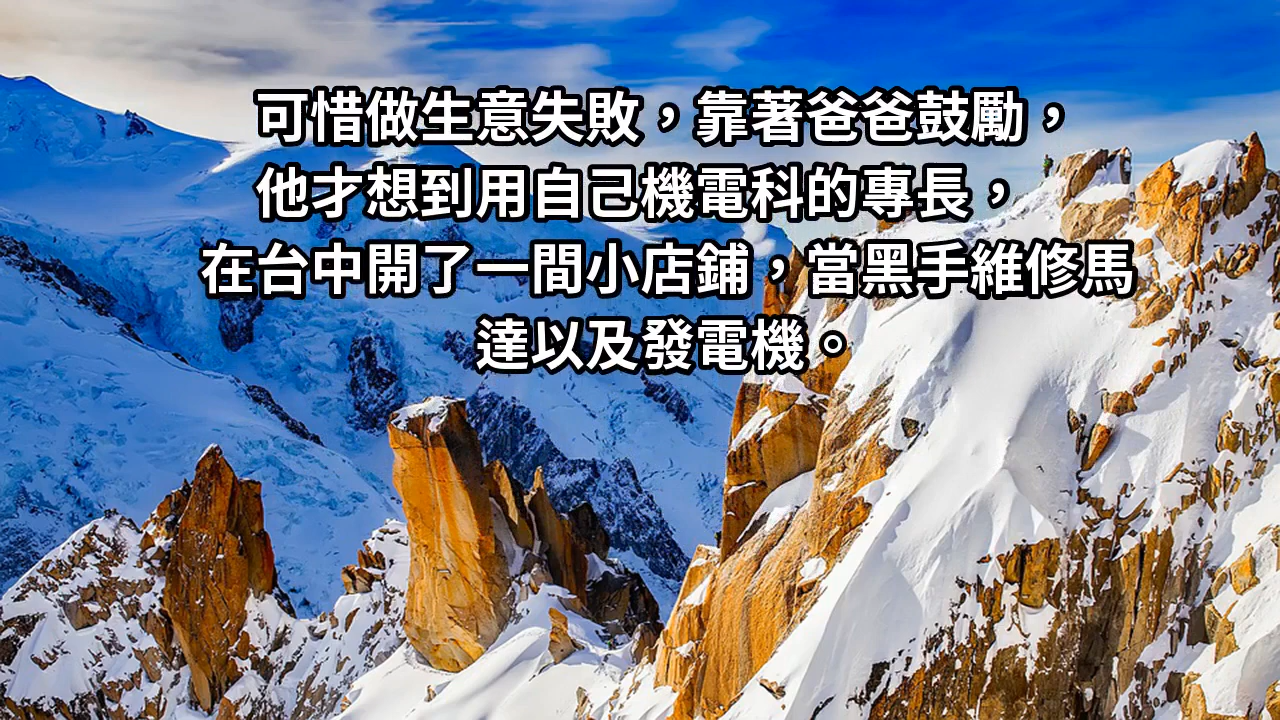 可惜做生意失敗，靠著爸爸鼓勵，
他才想到用自己機電科的專長，
在台中開了一間小店鋪，當黑手維修馬
達以及發電機。